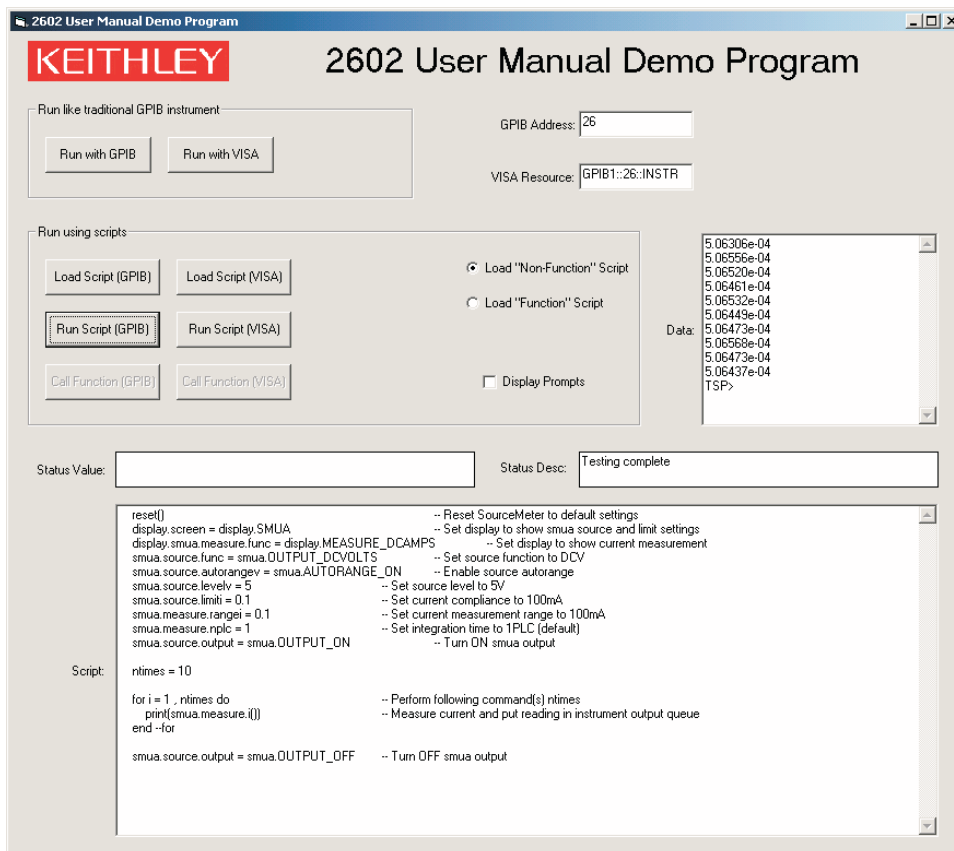 2602 User Manual Demo Program
KEITHLEY
2602 User Manual Demo Program
Run like traditional GPIB instrument
Run with GPIB
Run with VISA
GPIB Address: 26
VISA Resource: GPIB1::26::INSTR
Run using scripts
Load Script (GPIB)
Load Script (VISA)
Run Script (GPIB)
Run Script (VISA)
Call Function (GPIB)
Call Function (VISA)
Load "Non-Function" Script
Load "Function" Script
Display Prompts
Data:
5.06306e-04
5.06556e-04
5.06520e-04
5.06461e-04
5.06532e-04
5.06449e-04
5.06473e-04
5.06568e-04
5.06473e-04
5.06437e-04
TSP>
Status Value:
Status Desc: Testing complete
Script:
reset() -- Reset SourceMeter to default settings
display.screen = display.SMUA -- Set display to show smua source and limit settings
display.smua.measure.func = display.MEASURE_DCAMPS -- Set display to show current measurement
smua.source.func = smua.OUTPUT_DCVOLTS -- Set source function to DCV
smua.source.autorangev = smua.AUTORANGE_ON -- Enable source autorange
smua.source.levelv = 5 -- Set source level to 5V
smua.source.limiti = 0.1 -- Set current compliance to 100mA
smua.measure.rangei = 0.1 -- Set current measurement range to 100mA
smua.measure.nplc = 1 -- Set integration time to 1PLC (default)
smua.source.output = smua.OUTPUT_ON -- Turn ON smua output
ntimes = 10
for i = 1 , ntimes do -- Perform following command(s) ntimes
print(smua.measure.i()) -- Measure current and put reading in instrument output queue
end --for
smua.source.output = smua.OUTPUT_OFF -- Turn OFF smua output